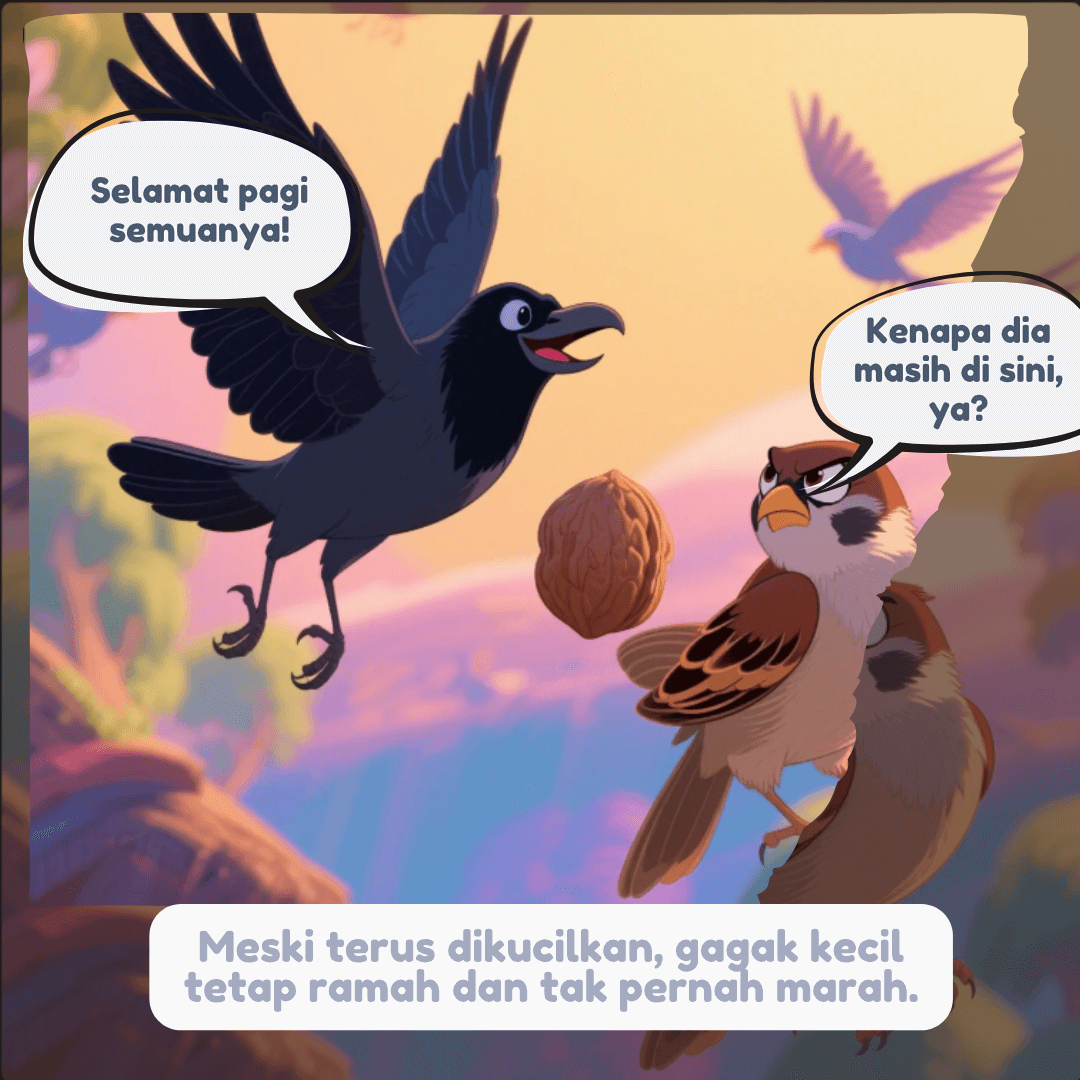 Selamat pagi
semuanya!
Kenapa dia
masih di sini,
ya?
Meski terus dikucilkan, gagak kecil
tetap ramah dan tak pernah marah.